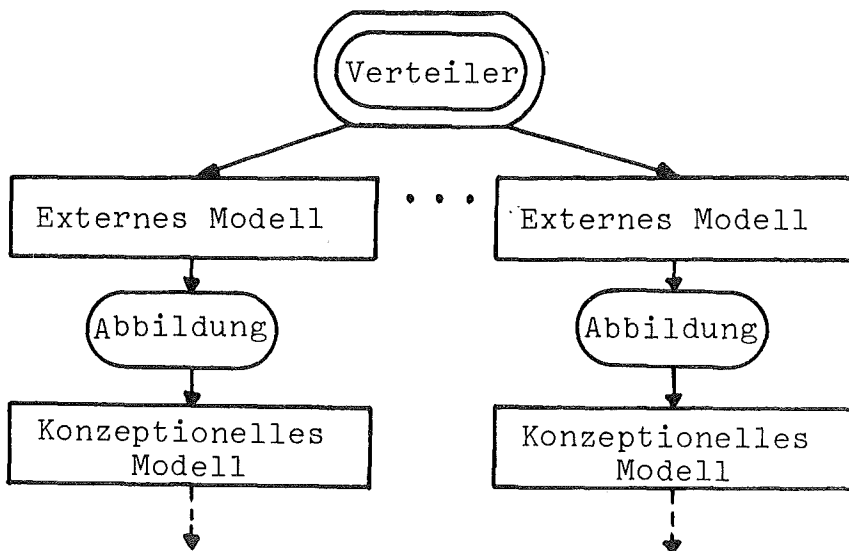 Verteiler
Externes Modell
. . .
Externes Modell
Abbildung
Abbildung
Konzeptionelles
Modell
Konzeptionelles
Modell